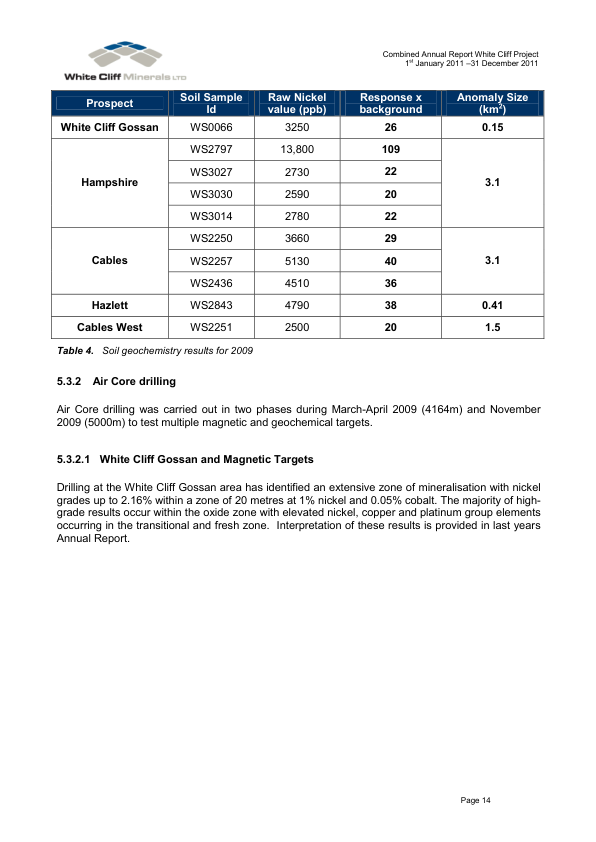 Combined Annual Report White Cliff Project
1st January 2011 –31 December 2011
White Cliff Minerals LTD
Prospect Soil Sample Id Raw Nickel value (ppb) Response x background Anomaly Size (km2)
White Cliff Gossan WS0066 3250 26 0.15
Hampshire WS2797 13,800 109 3.1
WS3027 2730 22
WS3030 2590 20
WS3014 2780 22
Cables WS2250 3660 29 3.1
WS2257 5130 40
WS2436 4510 36
Hazlett WS2843 4790 38 0.41
Cables West WS2251 2500 20 1.5
Table 4. Soil geochemistry results for 2009
5.3.2 Air Core drilling
Air Core drilling was carried out in two phases during March-April 2009 (4164m) and November
2009 (5000m) to test multiple magnetic and geochemical targets.
5.3.2.1 White Cliff Gossan and Magnetic Targets
Drilling at the White Cliff Gossan area has identified an extensive zone of mineralisation with nickel
grades up to 2.16% within a zone of 20 metres at 1% nickel and 0.05% cobalt. The majority of high-
grade results occur within the oxide zone with elevated nickel, copper and platinum group elements
occurring in the transitional and fresh zone. Interpretation of these results is provided in last years
Annual Report.
Page 14